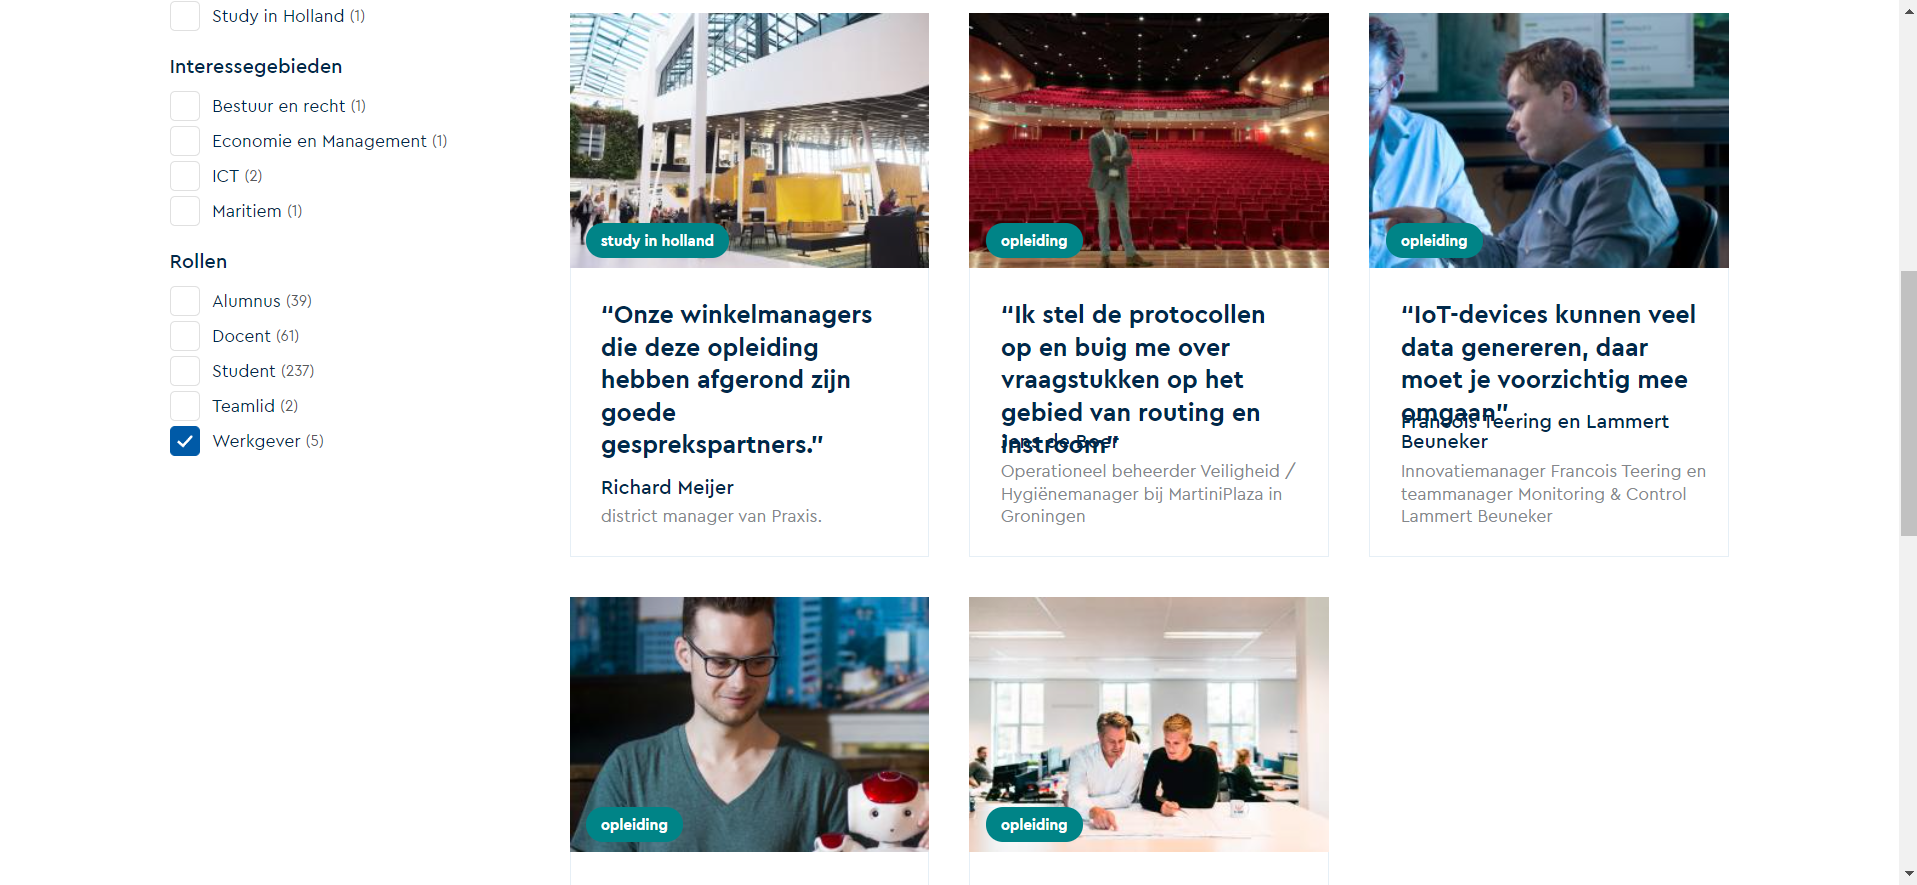 Study in Holland (1)
Interessegebieden
Bestuur en recht (1)
Economie en Management (1)
ICT (2)
Maritiem (1)
Rollen
Alumnus (39)
Docent (61)
Student (237)
Teamlid (2)
Werkgever (5)
study in holland
“Onze winkelmanagers
die deze opleiding
hebben afgerond zijn
goede
gesprekspartners.”
Richard Meijer
district manager van Praxis.
opleiding
“Ik stel de protocollen
op en buig me over
vraagstukken op het
gebied van routing en
instroom”
Jens de Boer
Operationeel beheerder Veiligheid /
Hygiënemanager bij MartiniPlaza in
Groningen
opleiding
“IoT-devices kunnen veel
data genereren, daar
moet je voorzichtig mee
omgaan”
Francois Teering en Lammert
Beuneker
Innovatiemanager Francois Teering en
teammanager Monitoring & Control
Lammert Beuneker
opleiding
opleiding